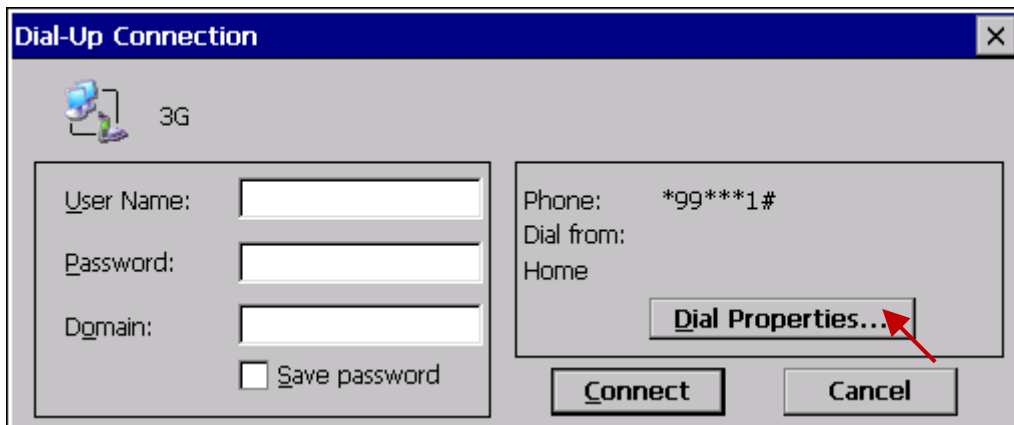 Dial-Up Connection
3G
User Name:
Password:
Domain:
Save password
Phone: *99***1#
Dial from:
Home
Dial Properties...
Connect
Cancel